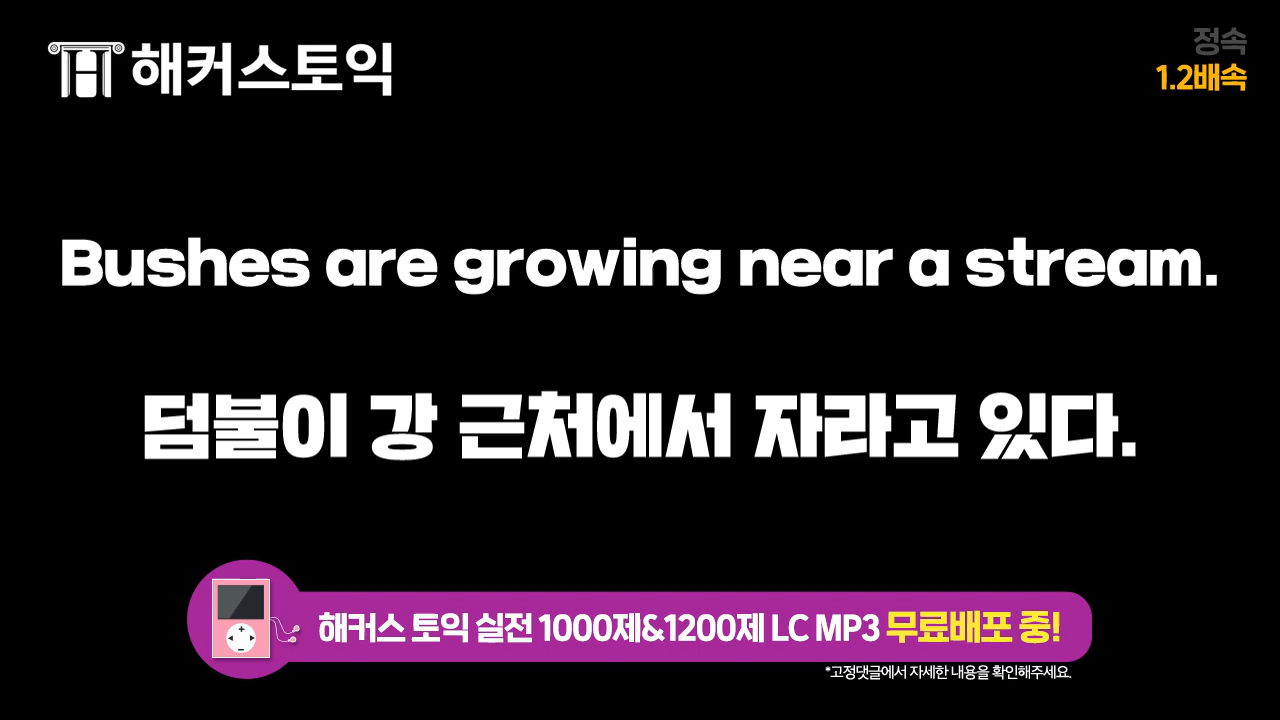 해커스토익
정속
1.2배속
Bushes are growing near a stream.
덤불이 강 근처에서 자라고 있다.
해커스 토익 실전 1000제&1200제 LC MP3 무료배포 중!
*고정댓글에서 자세한 내용을 확인해주세요.